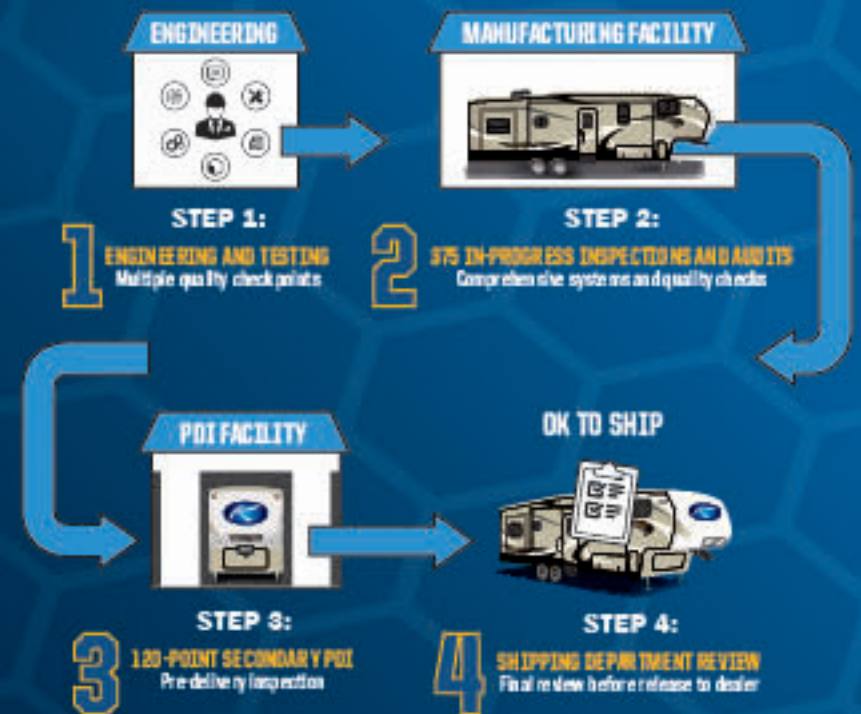 ENGINEERING
MANUFACTURING FACILITY
STEP 1:
1
ENGINEERING AND TESTING
Multiple quality checkpoints
STEP 2:
2
375 IN-PROGRESS INSPECTIONS AND AUDITS
Comprehensive systems and quality checks
PDI FACILITY
OK TO SHIP
STEP 3:
3
120-POINT SECONDARY PDI
Pre-delivery inspection
STEP 4:
4
SHIPPING DEPARTMENT REVIEW
Final review before release to dealer